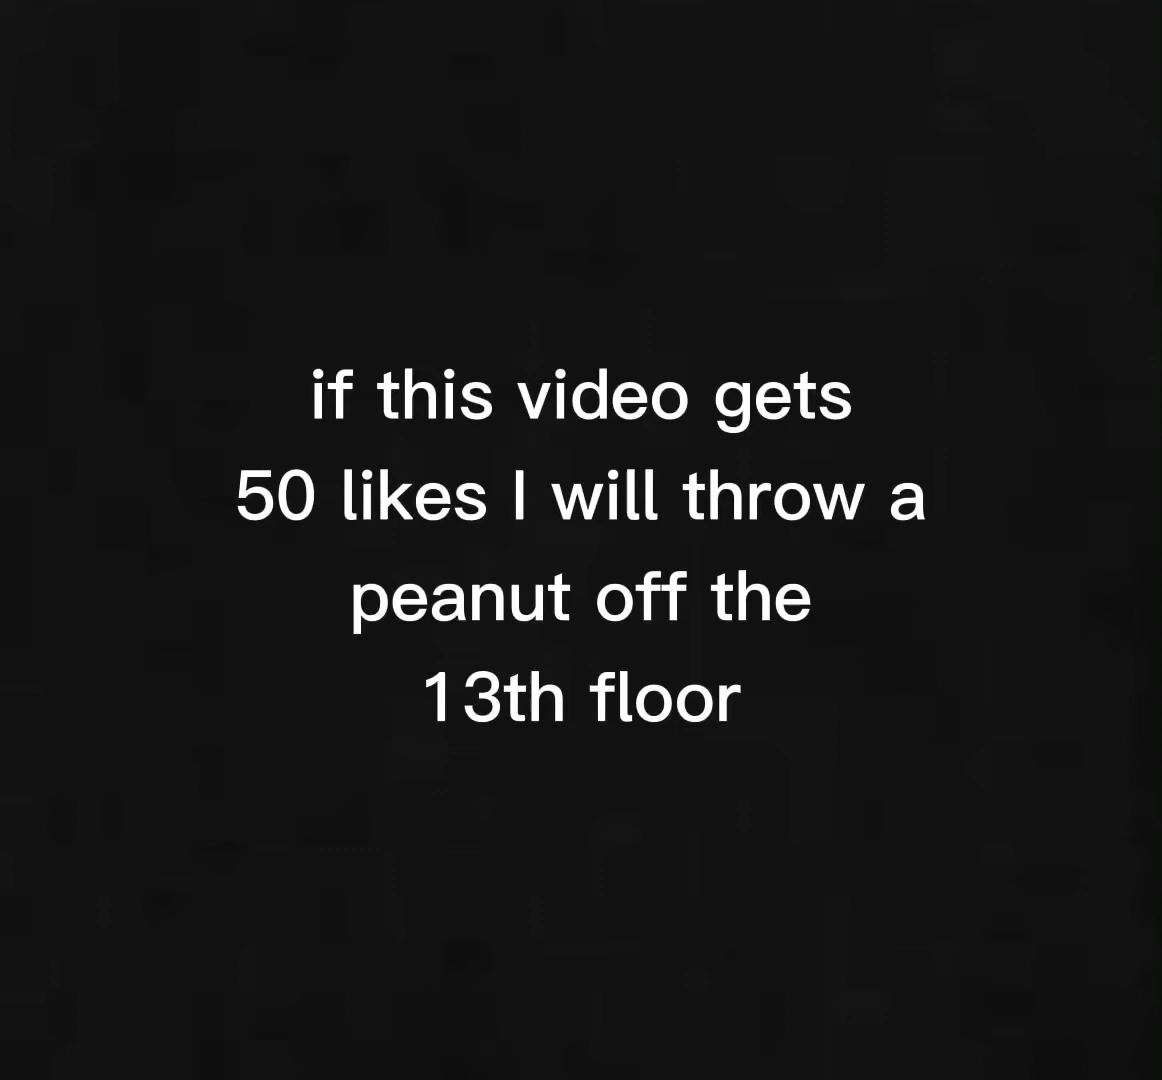 if this video gets
50 likes I will throw a
peanut off the
13th floor